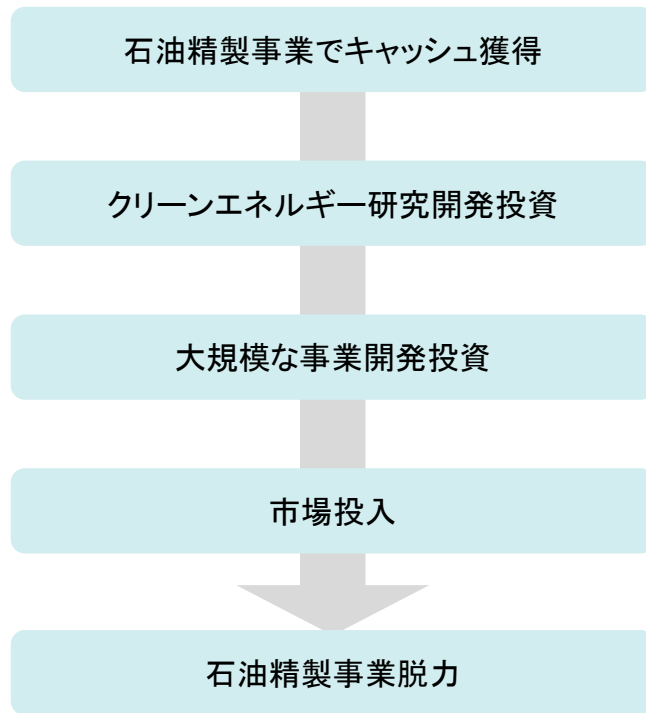 石油精製事業でキャッシュ獲得
クリーンエネルギー研究開発投資
大規模な事業開発投資
市場投入
石油精製事業脱力